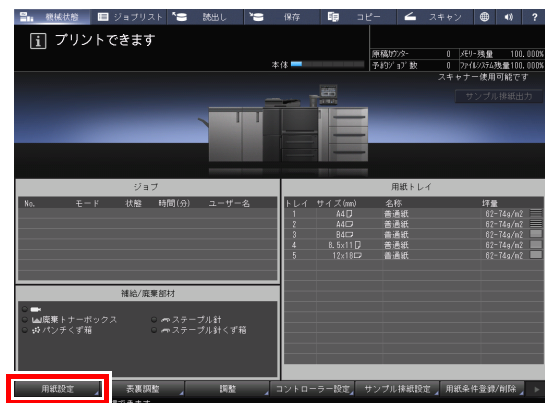 機械状態 ジョブリスト 読出し 保存 コピー スキャン ?
プリントできます
原稿カウンター 0 メモリー残量 100.000%
本体 予約ジョブ数 0 ファイルシステム残量100.000%
スキャナー使用可能です
サンプル排紙出力
ジョブ 用紙トレイ
No. モード 状態 時間(分) ユーザー名 トレイ サイズ(mm) 名称 坪量
1 A4 普通紙 62-74g/m2
2 A4 普通紙 62-74g/m2
3 B4 普通紙 62-74g/m2
4 8.5x11 普通紙 62-74g/m2
5 12x18 普通紙 62-74g/m2
補給/廃棄部材
廃棄トナーボックス ステープル針
パンチくず箱 ステープル針くず箱
用紙設定 表裏調整 調整 コントローラー設定 サンプル排紙設定 用紙条件登録/削除